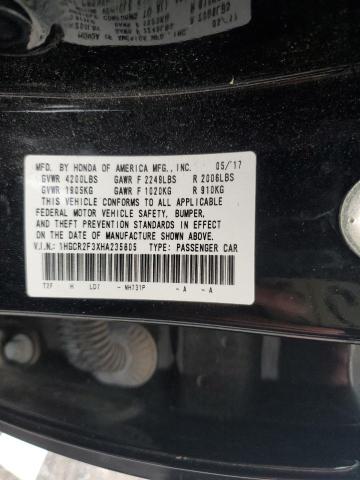 MFD. BY HONDA OF AMERICA MFG., INC. 05/17
GVWR 4200LBS GAWR F 2249LBS R 2006LBS
GVWR 1905KG GAWR F 1020KG R 910KG
THIS VEHICLE CONFORMS TO ALL APPLICABLE
FEDERAL MOTOR VEHICLE SAFETY, BUMPER,
AND THEFT PREVENTION STANDARDS IN EFFECT
ON THE DATE OF MANUFACTURE SHOWN ABOVE.
V.I.N.: 1HGCR2F3XHA235805 TYPE: PASSENGER CAR
T2F H LD7 - NH731P - A - A